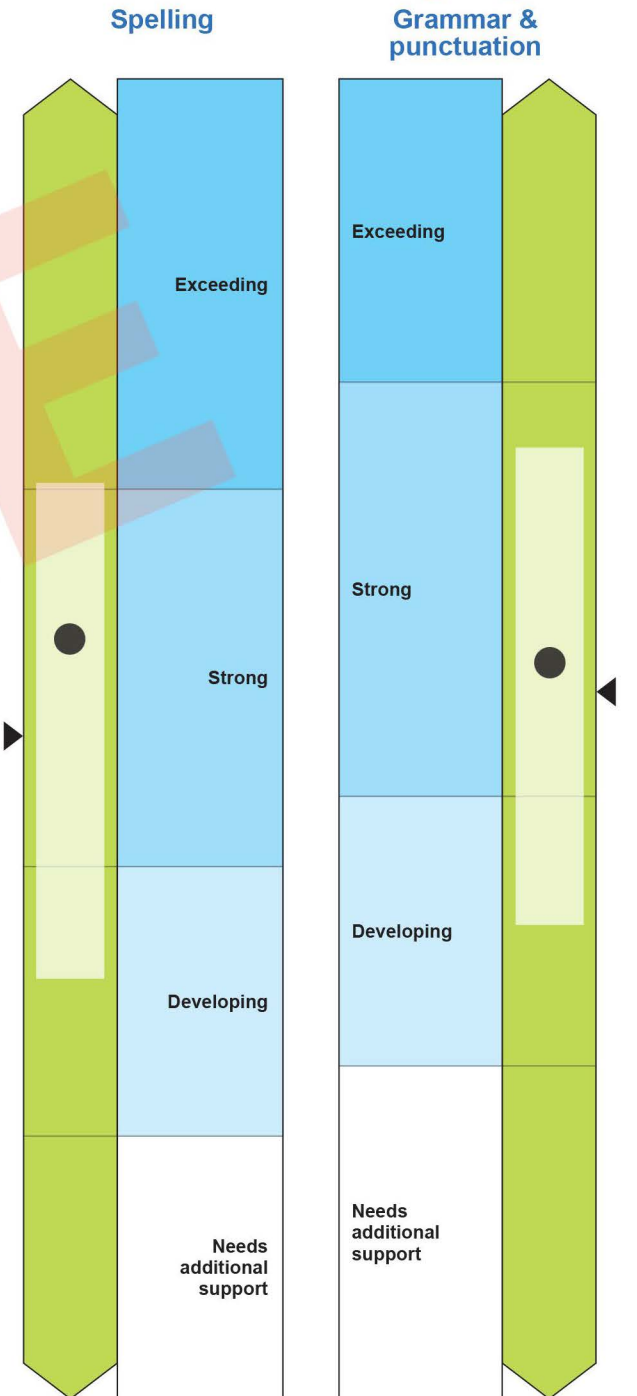 Spelling
Grammar &
punctuation
Exceeding
Strong
Developing
Needs
additional
support
Exceeding
Strong
Developing
Needs
additional
support